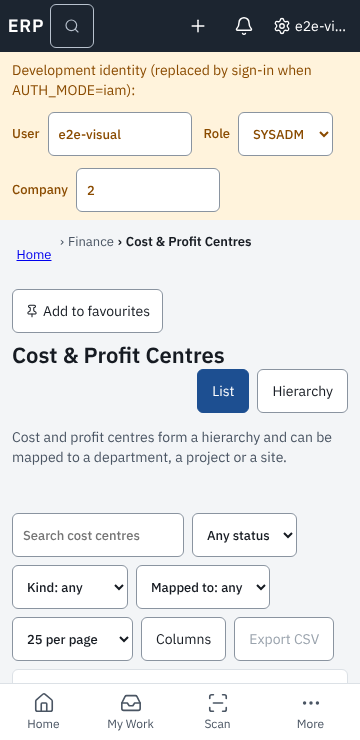 ERP e2e-vi...
Development identity (replaced by sign-in when
AUTH_MODE=iam):
User e2e-visual Role SYSADM
Company 2
Home › Finance › Cost & Profit Centres
Add to favourites
Cost & Profit Centres
List Hierarchy
Cost and profit centres form a hierarchy and can be
mapped to a department, a project or a site.
Search cost centres Any status
Kind: any Mapped to: any
25 per page Columns Export CSV
Home My Work Scan More